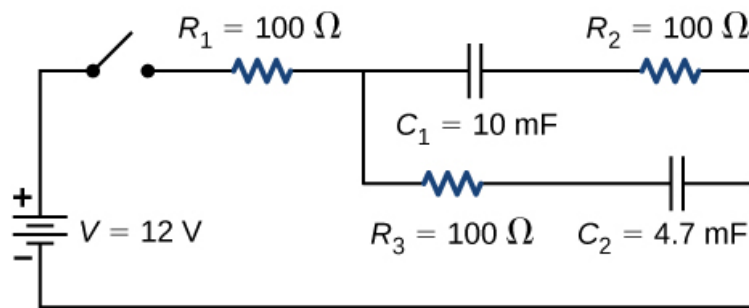 R₁ = 100 Ω
R₂ = 100 Ω
C₁ = 10 mF
+
V = 12 V
−
R₃ = 100 Ω
C₂ = 4.7 mF